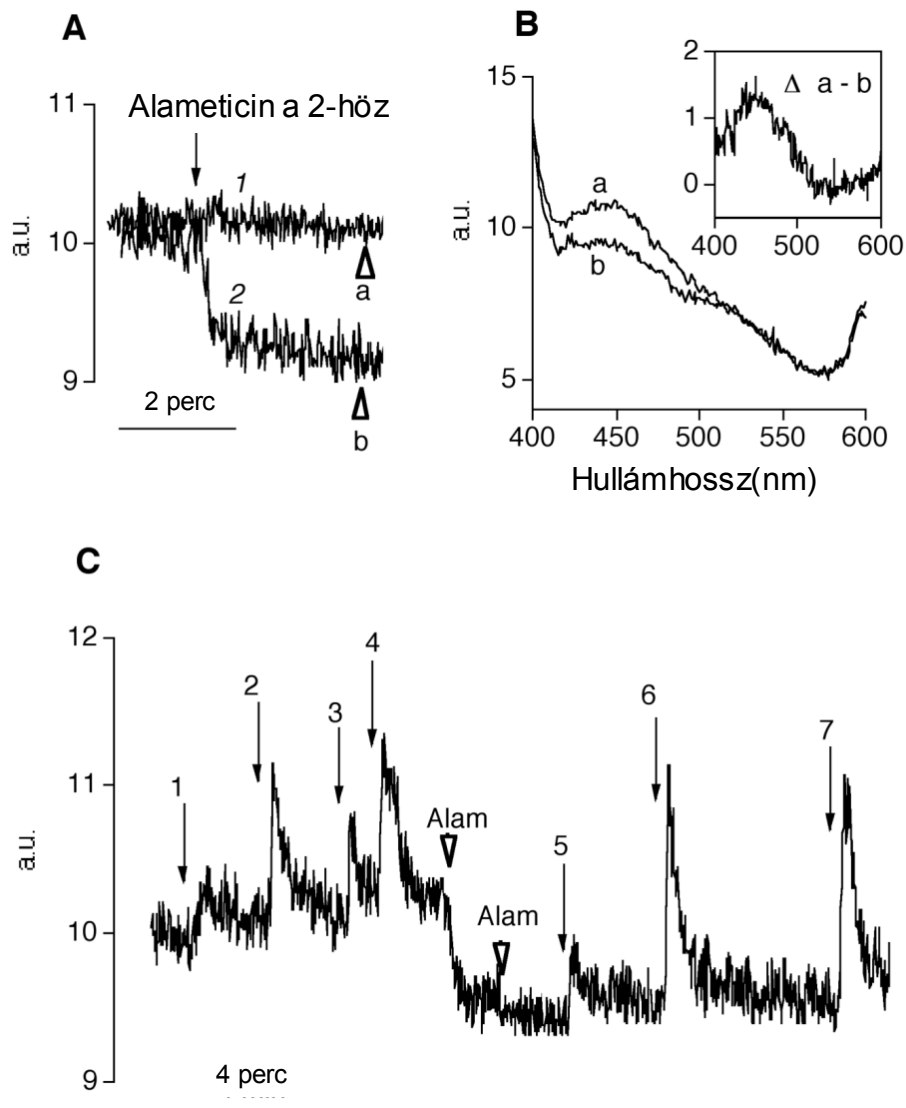 A
11
Alameticin a 2-höz
1
10
a.u.
2
a
9
2 perc
b
B
15
a
10
a.u.
b
5
400 450 500 550 600
Hullámhossz(nm)
2
Δ a - b
1
0
400 500 600
C
12
4
2
6
3
7
1
11
Alam
a.u.
5
Alam
10
9
4 perc